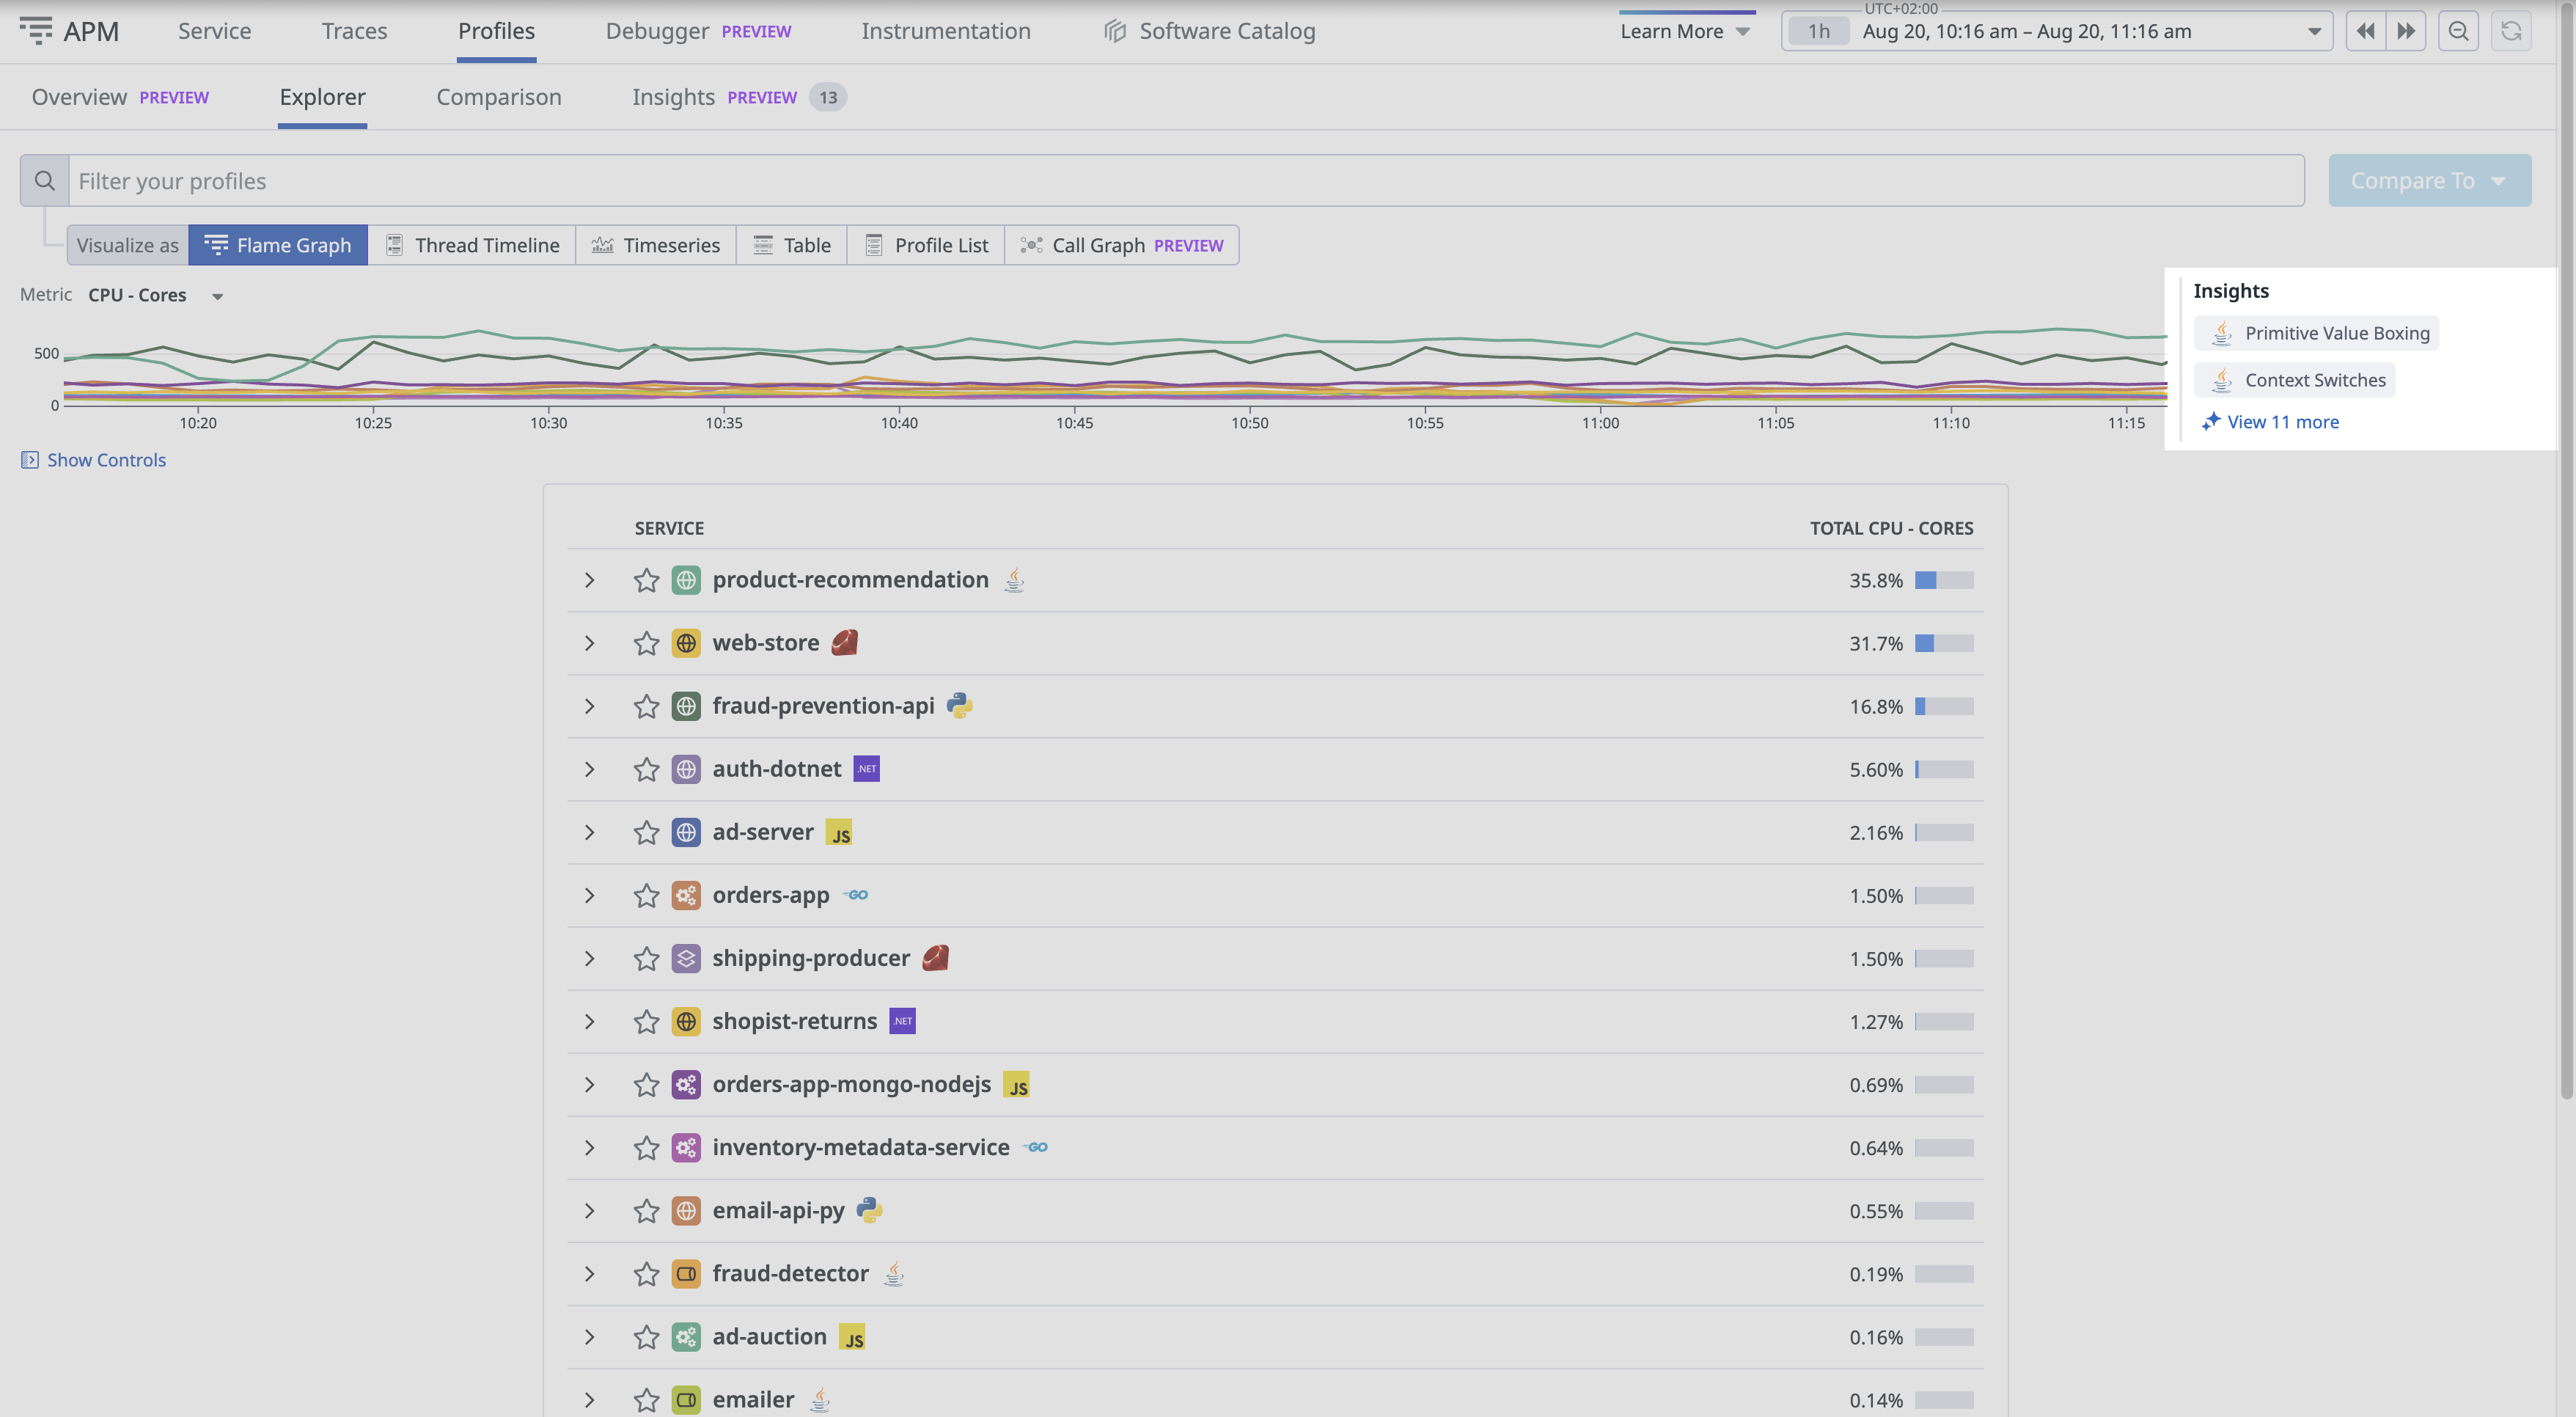 APM Service Traces Profiles Debugger PREVIEW Instrumentation Software Catalog Learn More 1h UTC+02:00 Aug 20, 10:16 am – Aug 20, 11:16 am
Overview PREVIEW Explorer Comparison Insights PREVIEW 13
Filter your profiles Compare To
Visualize as Flame Graph Thread Timeline Timeseries Table Profile List Call Graph PREVIEW
Metric CPU - Cores
500
0
10:20 10:25 10:30 10:35 10:40 10:45 10:50 10:55 11:00 11:05 11:10 11:15
Insights
Primitive Value Boxing
Context Switches
View 11 more
Show Controls
SERVICE TOTAL CPU - CORES
product-recommendation 35.8%
web-store 31.7%
fraud-prevention-api 16.8%
auth-dotnet .NET 5.60%
ad-server JS 2.16%
orders-app GO 1.50%
shipping-producer 1.50%
shopist-returns .NET 1.27%
orders-app-mongo-nodejs JS 0.69%
inventory-metadata-service GO 0.64%
email-api-py 0.55%
fraud-detector 0.19%
ad-auction JS 0.16%
emailer 0.14%